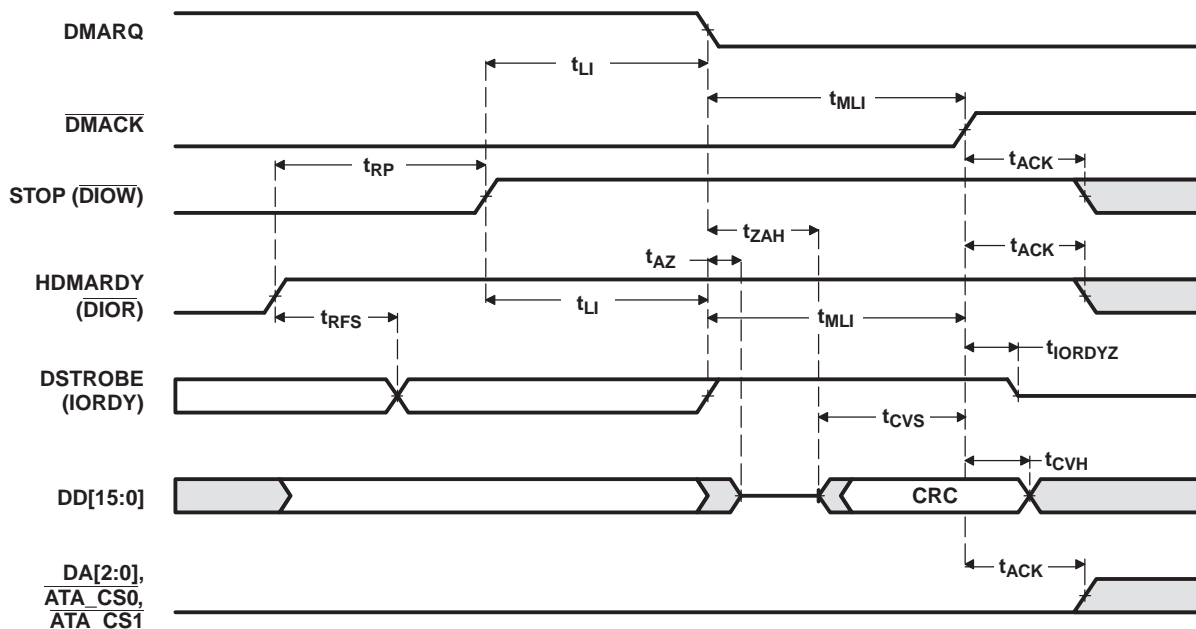 DMARQ
tLI
tMLI
DMACK
tRP
tACK
STOP (DIOW)
tZAH
tAZ
tACK
HDMARDY
(DIOR)
tLI
tMLI
tRFS
tIORDYZ
DSTROBE
(IORDY)
tCVS
tCVH
DD[15:0]
CRC
DA[2:0],
ATA_CS0,
ATA_CS1
tACK